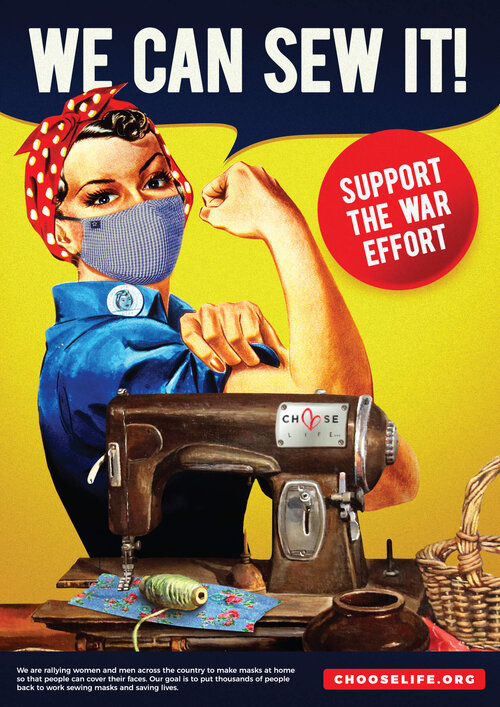 WE CAN SEW IT!
SUPPORT
THE WAR
EFFORT
CH SE
LIFE...
We are rallying women and men across the country to make masks at home
so that people can cover their faces. Our goal is to put thousands of people
back to work sewing masks and saving lives.
CHOOSELIFE.ORG